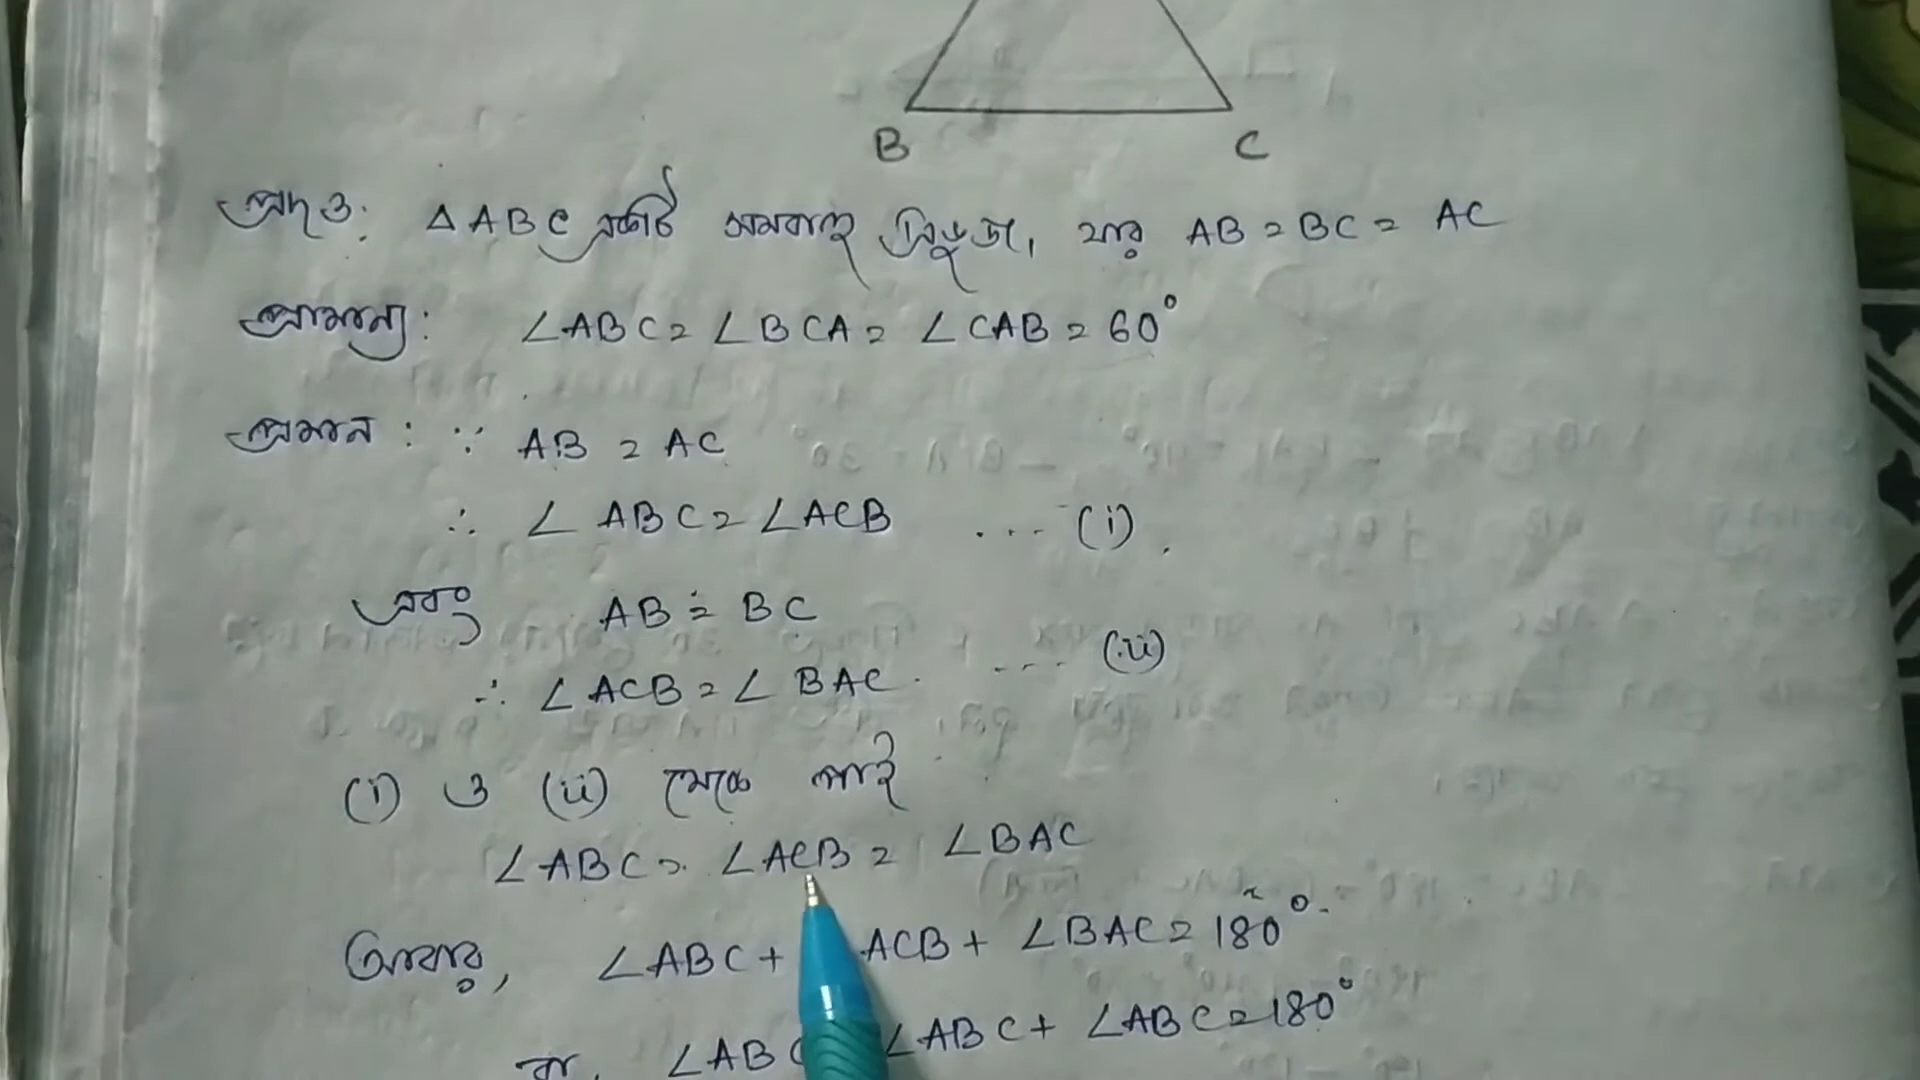 B C
প্রদত্ত: △ABC একটি সমবাহু ত্রিভুজ, যার AB = BC = AC
প্রামান্য: ∠ABC = ∠BCA = ∠CAB = 60°
প্রমান : ∵ AB = AC
∴ ∠ABC = ∠ACB .... (i)
এবং AB = BC
∴ ∠ACB = ∠BAC .... (ii)
(i) ও (ii) থেকে পাই
∠ABC = ∠ACB = ∠BAC
আবার, ∠ABC + ACB + ∠BAC = 180°
বা, ∠ABC ∠ABC + ∠ABC = 180°